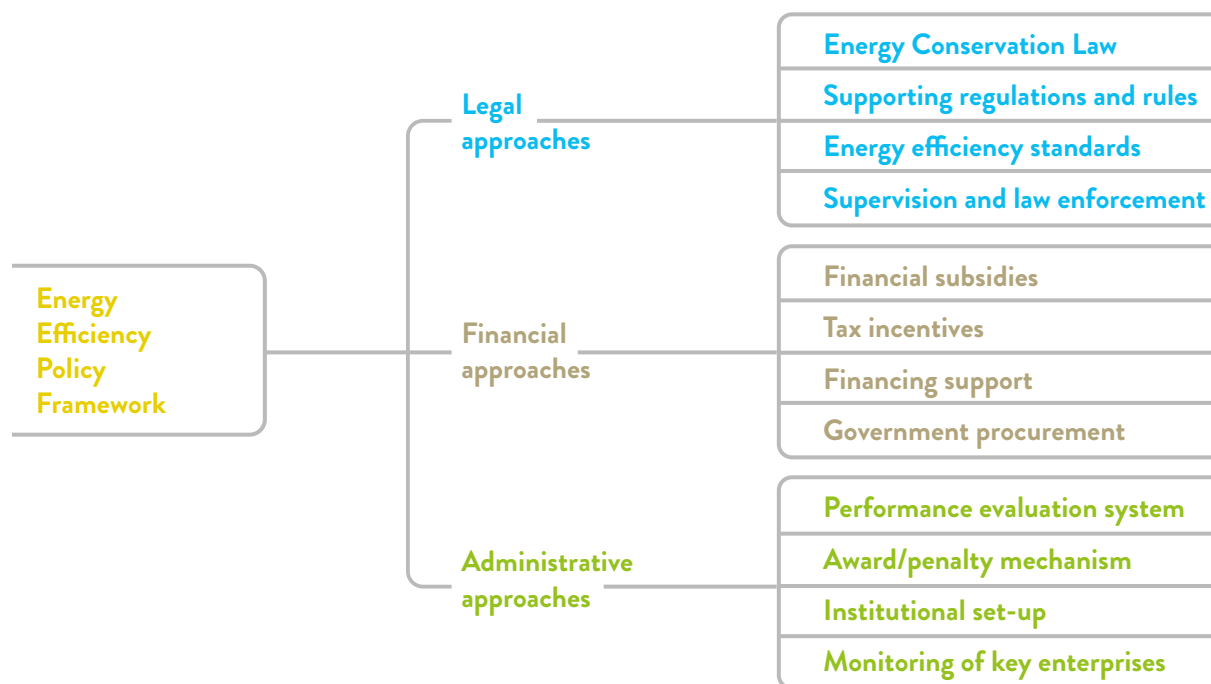 Energy
Efficiency
Policy
Framework
Legal
approaches
Energy Conservation Law
Supporting regulations and rules
Energy efficiency standards
Supervision and law enforcement
Financial
approaches
Financial subsidies
Tax incentives
Financing support
Government procurement
Administrative
approaches
Performance evaluation system
Award/penalty mechanism
Institutional set-up
Monitoring of key enterprises